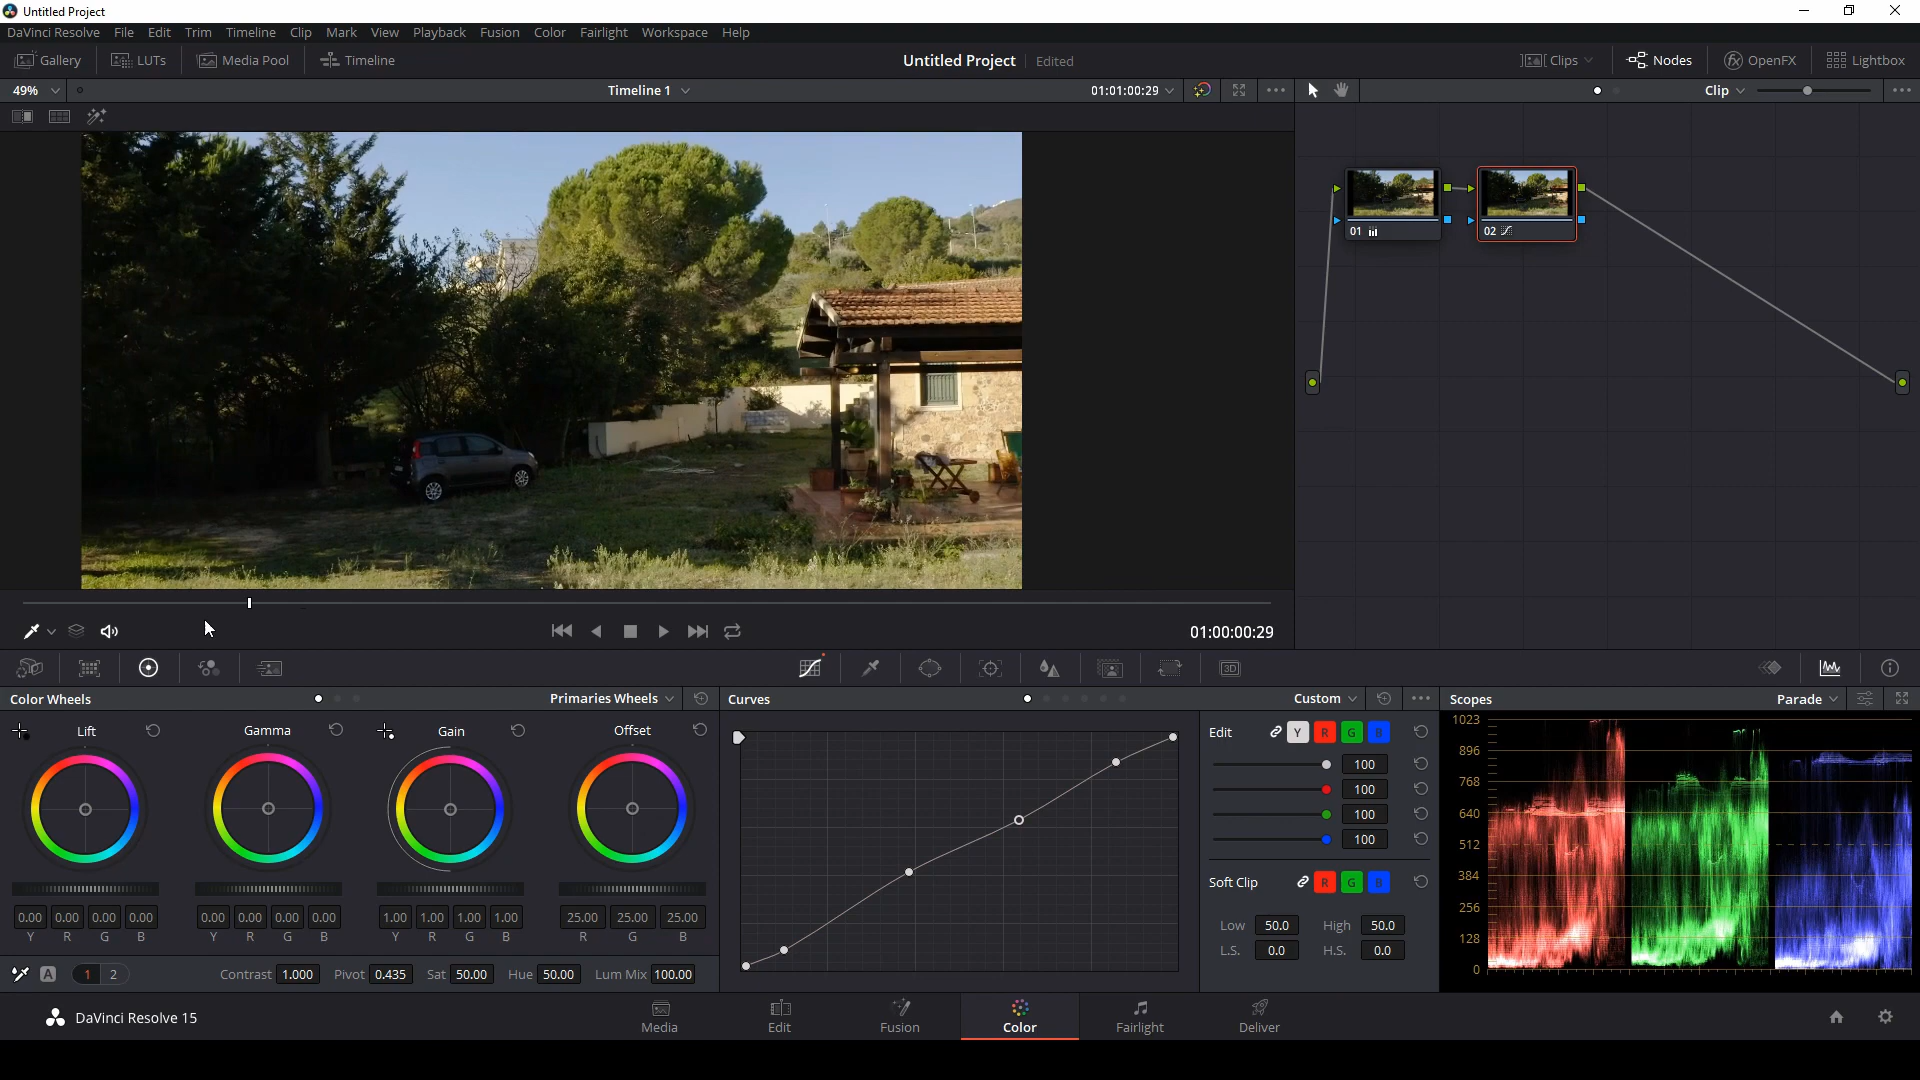 Untitled Project
DaVinci Resolve File Edit Trim Timeline Clip Mark View Playback Fusion Color Fairlight Workspace Help
Gallery LUTs Media Pool Timeline Untitled Project Edited Clips Nodes OpenFX Lightbox
49% Timeline 1 01:01:00:29 Clip
01 02
01:00:00:29
Color Wheels Primaries Wheels Curves Custom Scopes Parade
Lift Gamma Gain Offset
0.00 0.00 0.00 0.00 0.00 0.00 0.00 0.00 1.00 1.00 1.00 1.00 25.00 25.00 25.00
Y R G B Y R G B Y R G B R G B
A 1 2 Contrast 1.000 Pivot 0.435 Sat 50.00 Hue 50.00 Lum Mix 100.00
Edit Y R G B
100
100
100
100
Soft Clip R G B
Low 50.0 High 50.0
L.S. 0.0 H.S. 0.0
1023
896
768
640
512
384
256
128
0
3D
DaVinci Resolve 15 Media Edit Fusion Color Fairlight Deliver